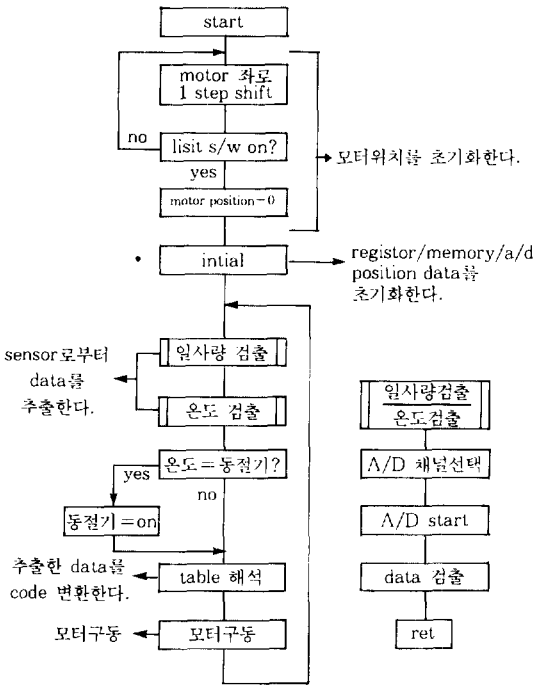 start
motor 좌로
1 step shift
no
lisit s/w on?
yes
모터위치를 초기화한다.
motor position=0
intial
registor/memory/a/d
position data를
초기화한다.
sensor로부터
data를
추출한다.
일사량 검출
온도 검출
온도=동절기?
yes
no
동절기=on
추출한 data를
code 변환한다.
table 해석
모터구동
모터구동
일사량검출
온도검출
A/D 채널선택
A/D start
data 검출
ret